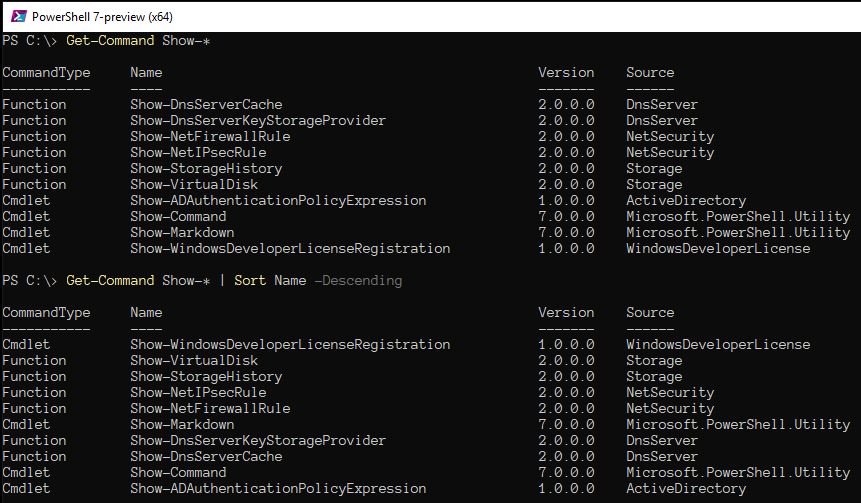 PowerShell 7-preview (x64)
PS C:\> Get-Command Show-*
CommandType Name Version Source
----------- ---- ------- ------
Function Show-DnsServerCache 2.0.0.0 DnsServer
Function Show-DnsServerKeyStorageProvider 2.0.0.0 DnsServer
Function Show-NetFirewallRule 2.0.0.0 NetSecurity
Function Show-NetIPsecRule 2.0.0.0 NetSecurity
Function Show-StorageHistory 2.0.0.0 Storage
Function Show-VirtualDisk 2.0.0.0 Storage
Cmdlet Show-ADAuthenticationPolicyExpression 1.0.0.0 ActiveDirectory
Cmdlet Show-Command 7.0.0.0 Microsoft.PowerShell.Utility
Cmdlet Show-Markdown 7.0.0.0 Microsoft.PowerShell.Utility
Cmdlet Show-WindowsDeveloperLicenseRegistration 1.0.0.0 WindowsDeveloperLicense
PS C:\> Get-Command Show-* | Sort Name -Descending
CommandType Name Version Source
----------- ---- ------- ------
Cmdlet Show-WindowsDeveloperLicenseRegistration 1.0.0.0 WindowsDeveloperLicense
Function Show-VirtualDisk 2.0.0.0 Storage
Function Show-StorageHistory 2.0.0.0 Storage
Function Show-NetIPsecRule 2.0.0.0 NetSecurity
Function Show-NetFirewallRule 2.0.0.0 NetSecurity
Cmdlet Show-Markdown 7.0.0.0 Microsoft.PowerShell.Utility
Function Show-DnsServerKeyStorageProvider 2.0.0.0 DnsServer
Function Show-DnsServerCache 2.0.0.0 DnsServer
Cmdlet Show-Command 7.0.0.0 Microsoft.PowerShell.Utility
Cmdlet Show-ADAuthenticationPolicyExpression 1.0.0.0 ActiveDirectory